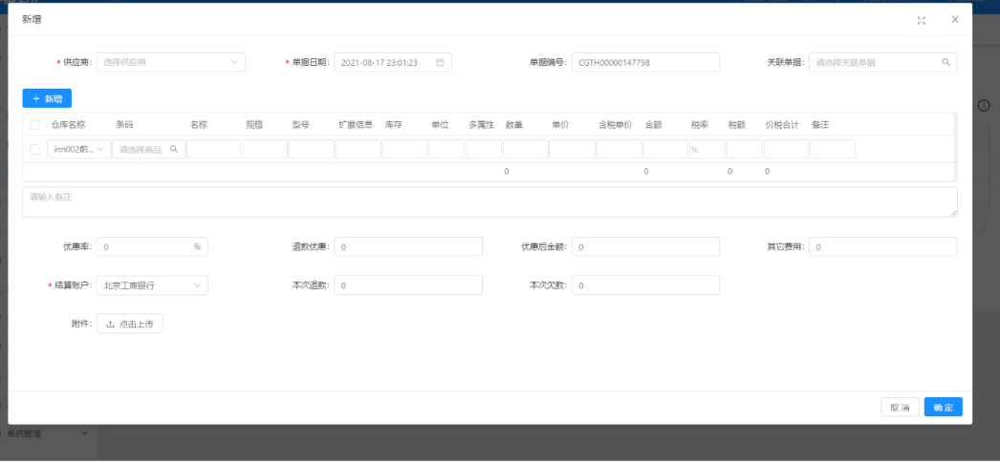 新增
* 供应商: 选择供应商 * 单据日期: 2021-08-17 23:01:23 单据编号: CGTH00000147798 关联单据: 请选择关联单据
+ 新增
仓库名称 条码 名称 规格 型号 扩展信息 库存 单位 多属性 数量 单价 含税单价 金额 税率 税额 价税合计 备注
inn002前... 请选择商品 %
0 0 0 0
请输入备注
优惠率: 0 % 退款优惠: 0 优惠后金额: 0 其它费用: 0
* 结算账户: 北京工商银行 本次退款: 0 本次欠款: 0
附件: 点击上传
取消 确定
系统管理